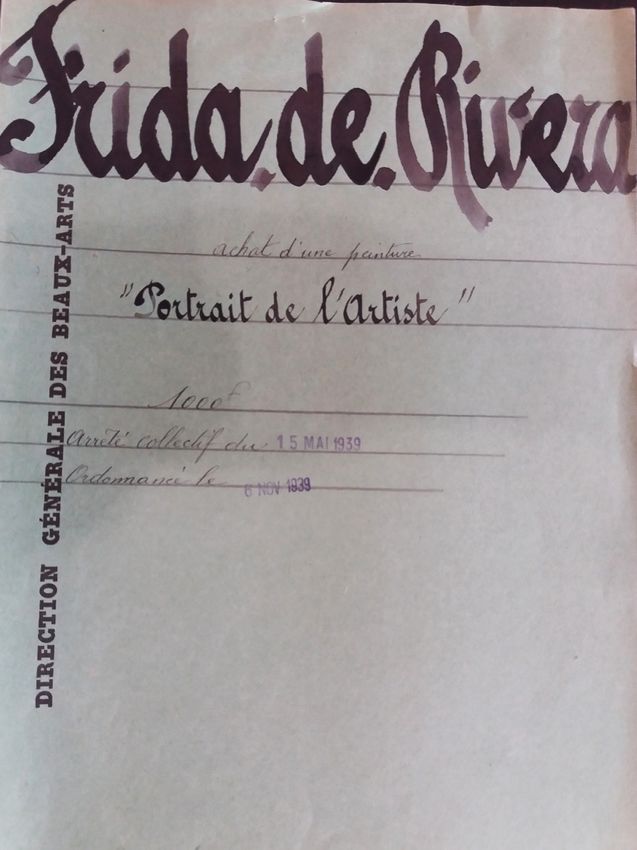 Frida.de.Rivera
DIRECTION GÉNÉRALE DES BEAUX-ARTS
achat d'une peinture
"Portrait de l'Artiste"
1000f
Arrêté collectif du 15 MAI 1939
Ordonnancé le 6 NOV 1939